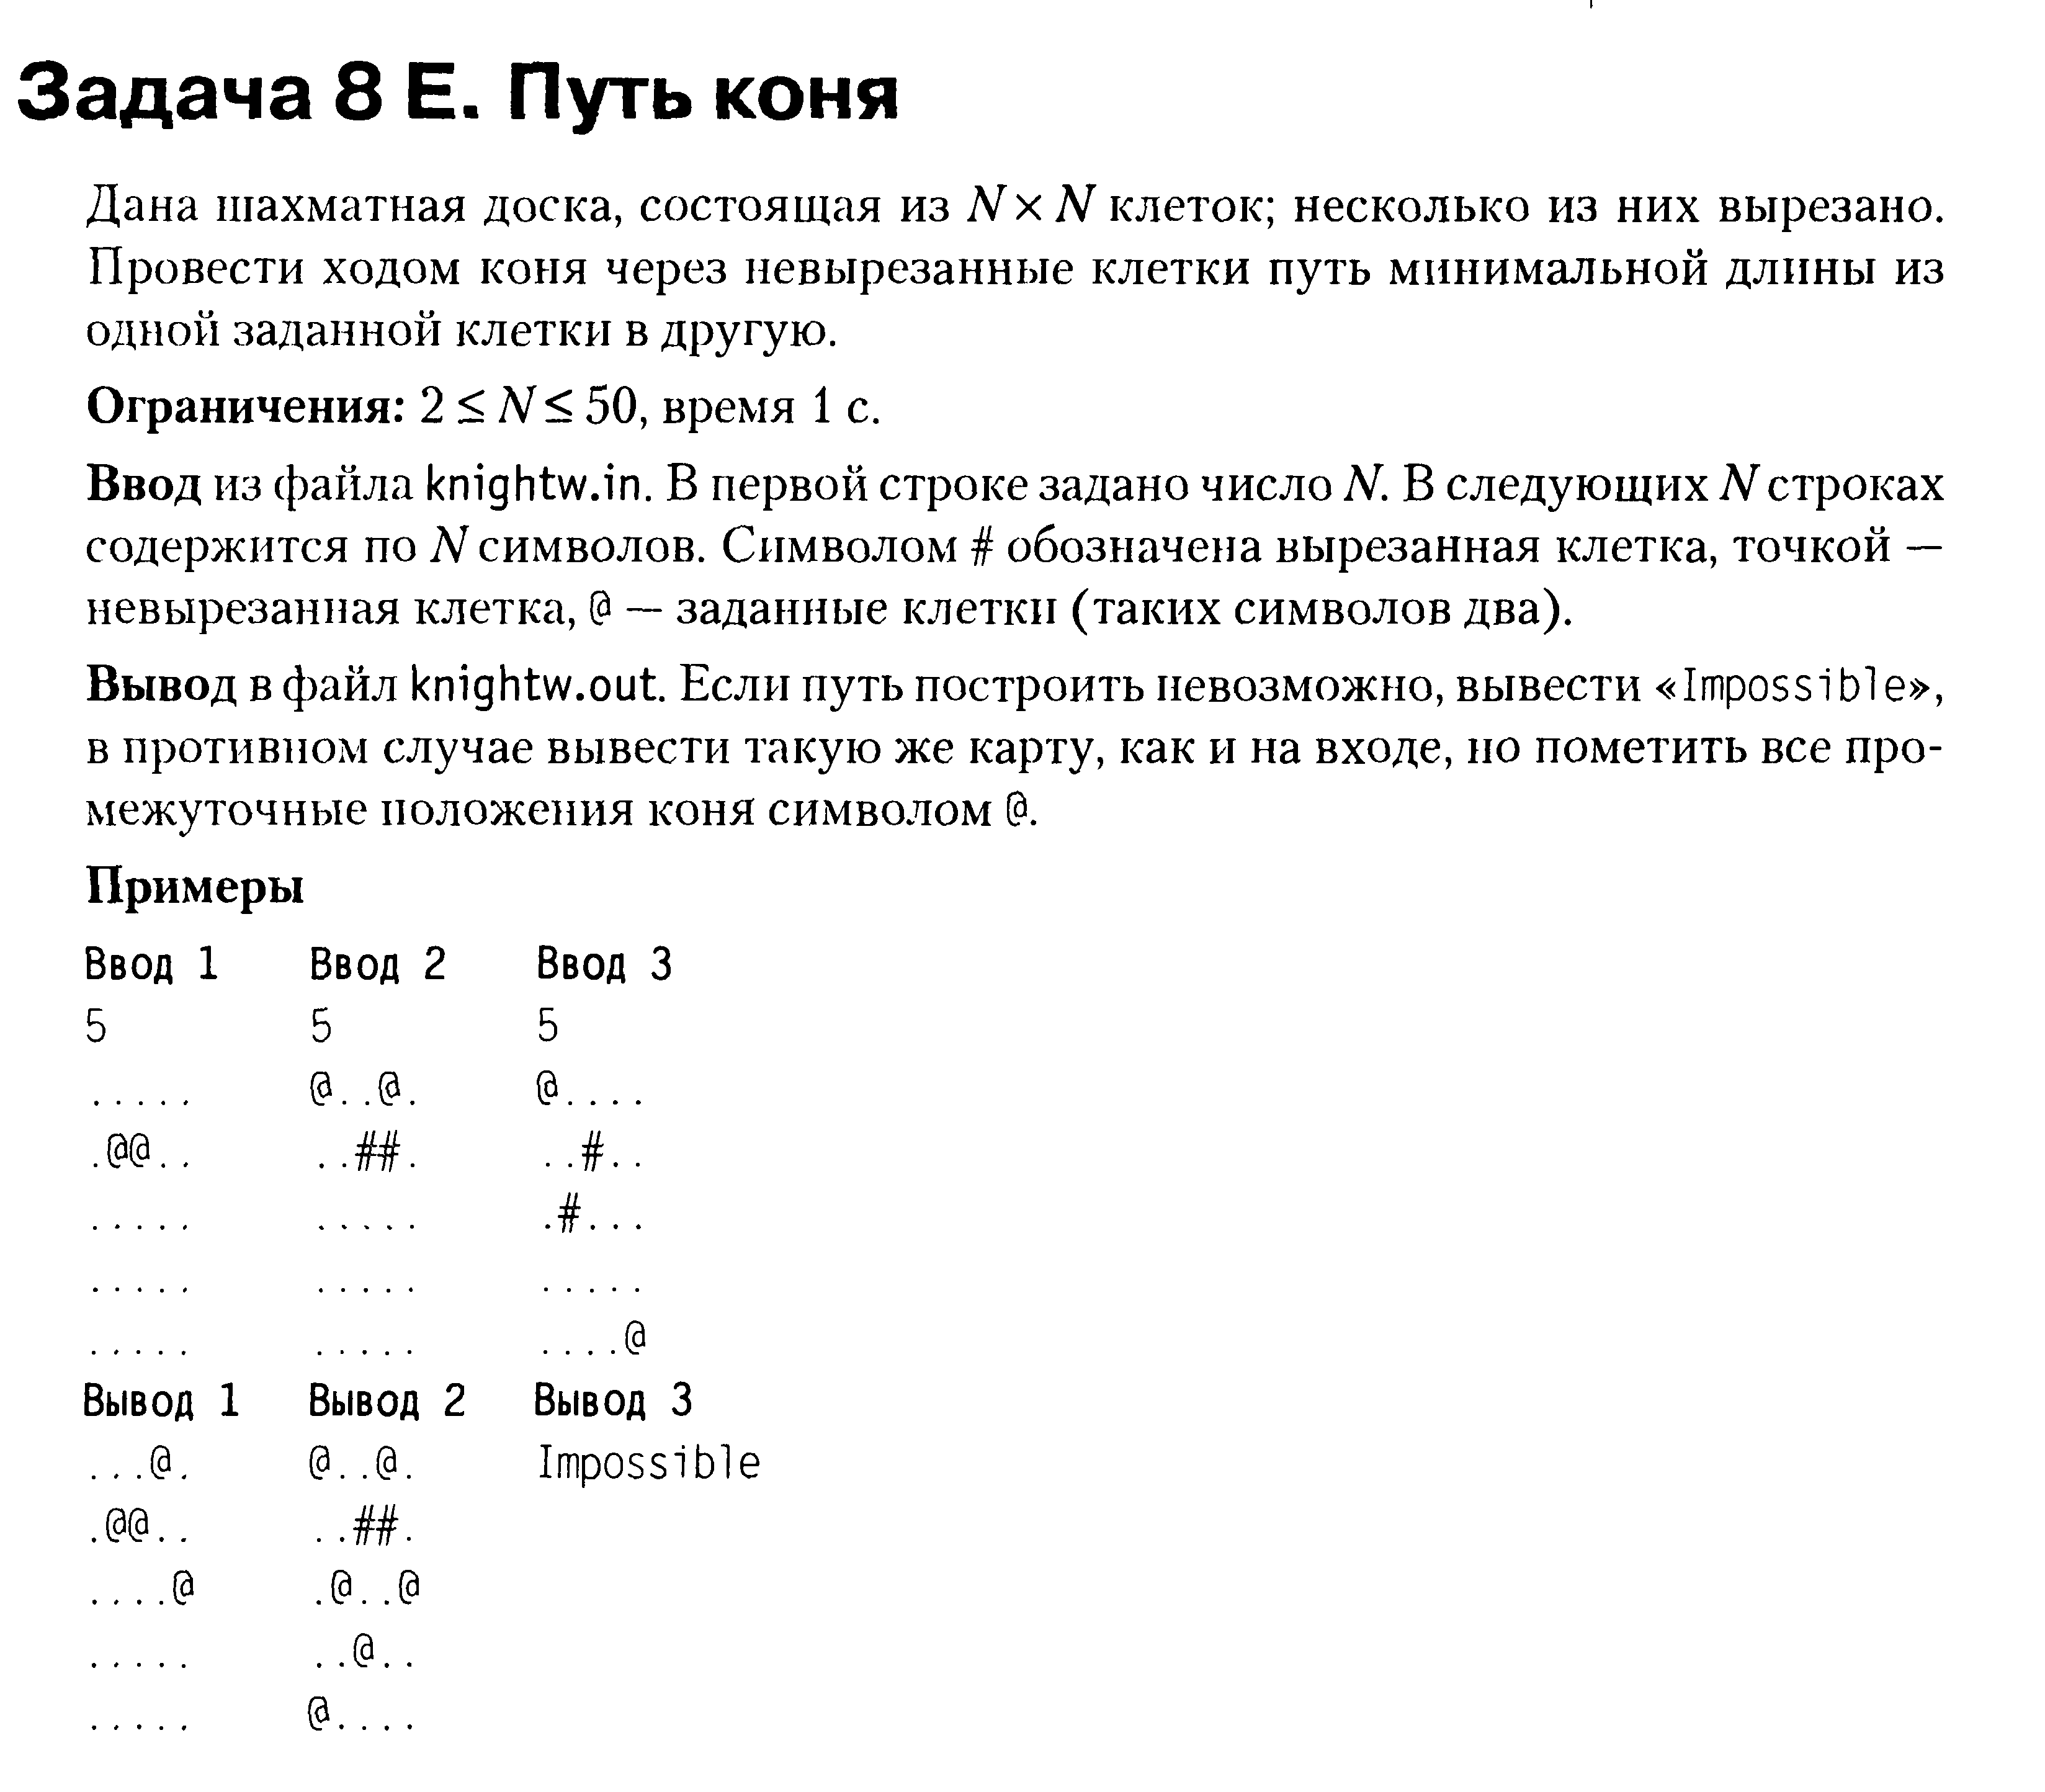 Задача 8 Е. Путь коня
Дана шахматная доска, состоящая из N × N клеток; несколько из них вырезано.
Провести ходом коня через невырезанные клетки путь минимальной длины из
одной заданной клетки в другую.
Ограничения: 2 ≤ N ≤ 50, время 1 с.
Ввод из файла knightw.in. В первой строке задано число N. В следующих N строках
содержится по N символов. Символом # обозначена вырезанная клетка, точкой —
невырезанная клетка, @ — заданные клетки (таких символов два).
Вывод в файл knightw.out. Если путь построить невозможно, вывести «Impossible»,
в противном случае вывести такую же карту, как и на входе, но пометить все про-
межуточные положения коня символом @.
Примеры
Ввод 1 Ввод 2 Ввод 3
5 5 5
..... @..@. @....
.@@.. ..##. ..#..
..... ..... .#...
..... ..... .....
..... ..... ....@
Вывод 1 Вывод 2 Вывод 3
...@. @..@. Impossible
.@@.. ..##.
....@ .@..@
..... ..@..
..... @....